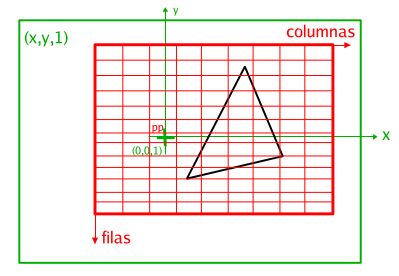 y
columnas
(x,y,1)
pp
x
(0,0,1)
filas